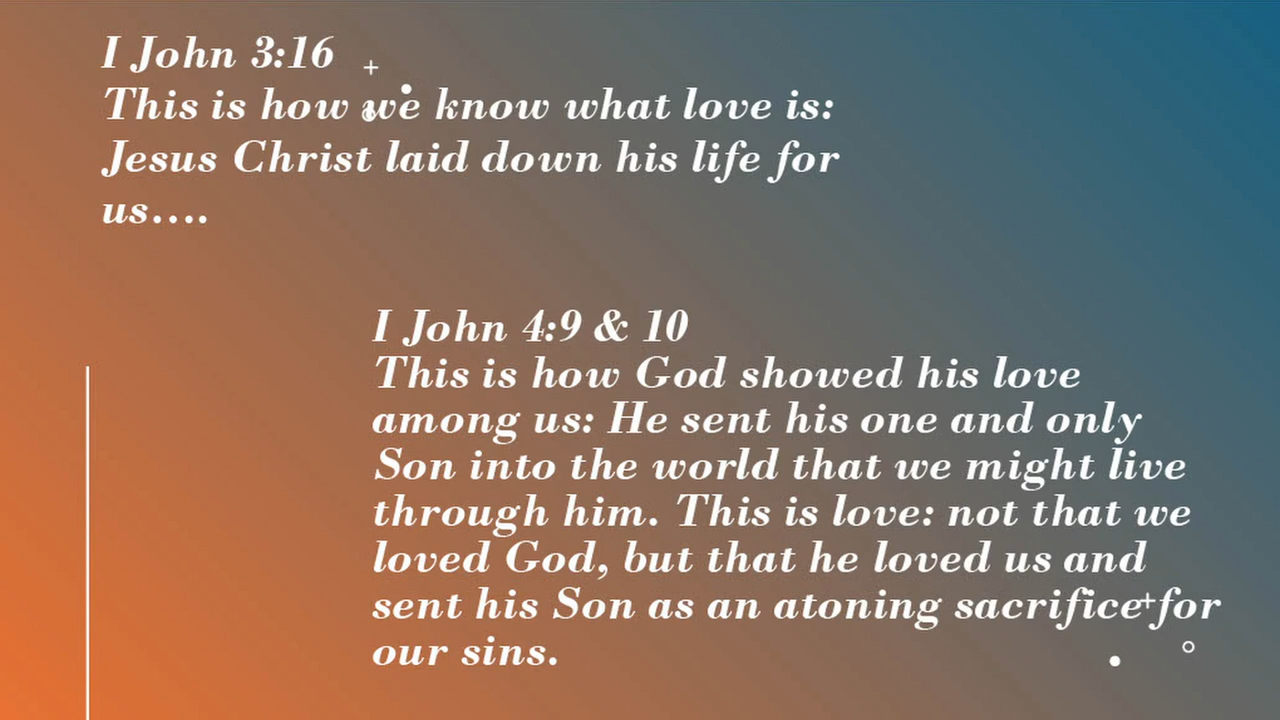 I John 3:16
This is how we know what love is:
Jesus Christ laid down his life for
us....
I John 4:9 & 10
This is how God showed his love
among us: He sent his one and only
Son into the world that we might live
through him. This is love: not that we
loved God, but that he loved us and
sent his Son as an atoning sacrifice for
our sins.